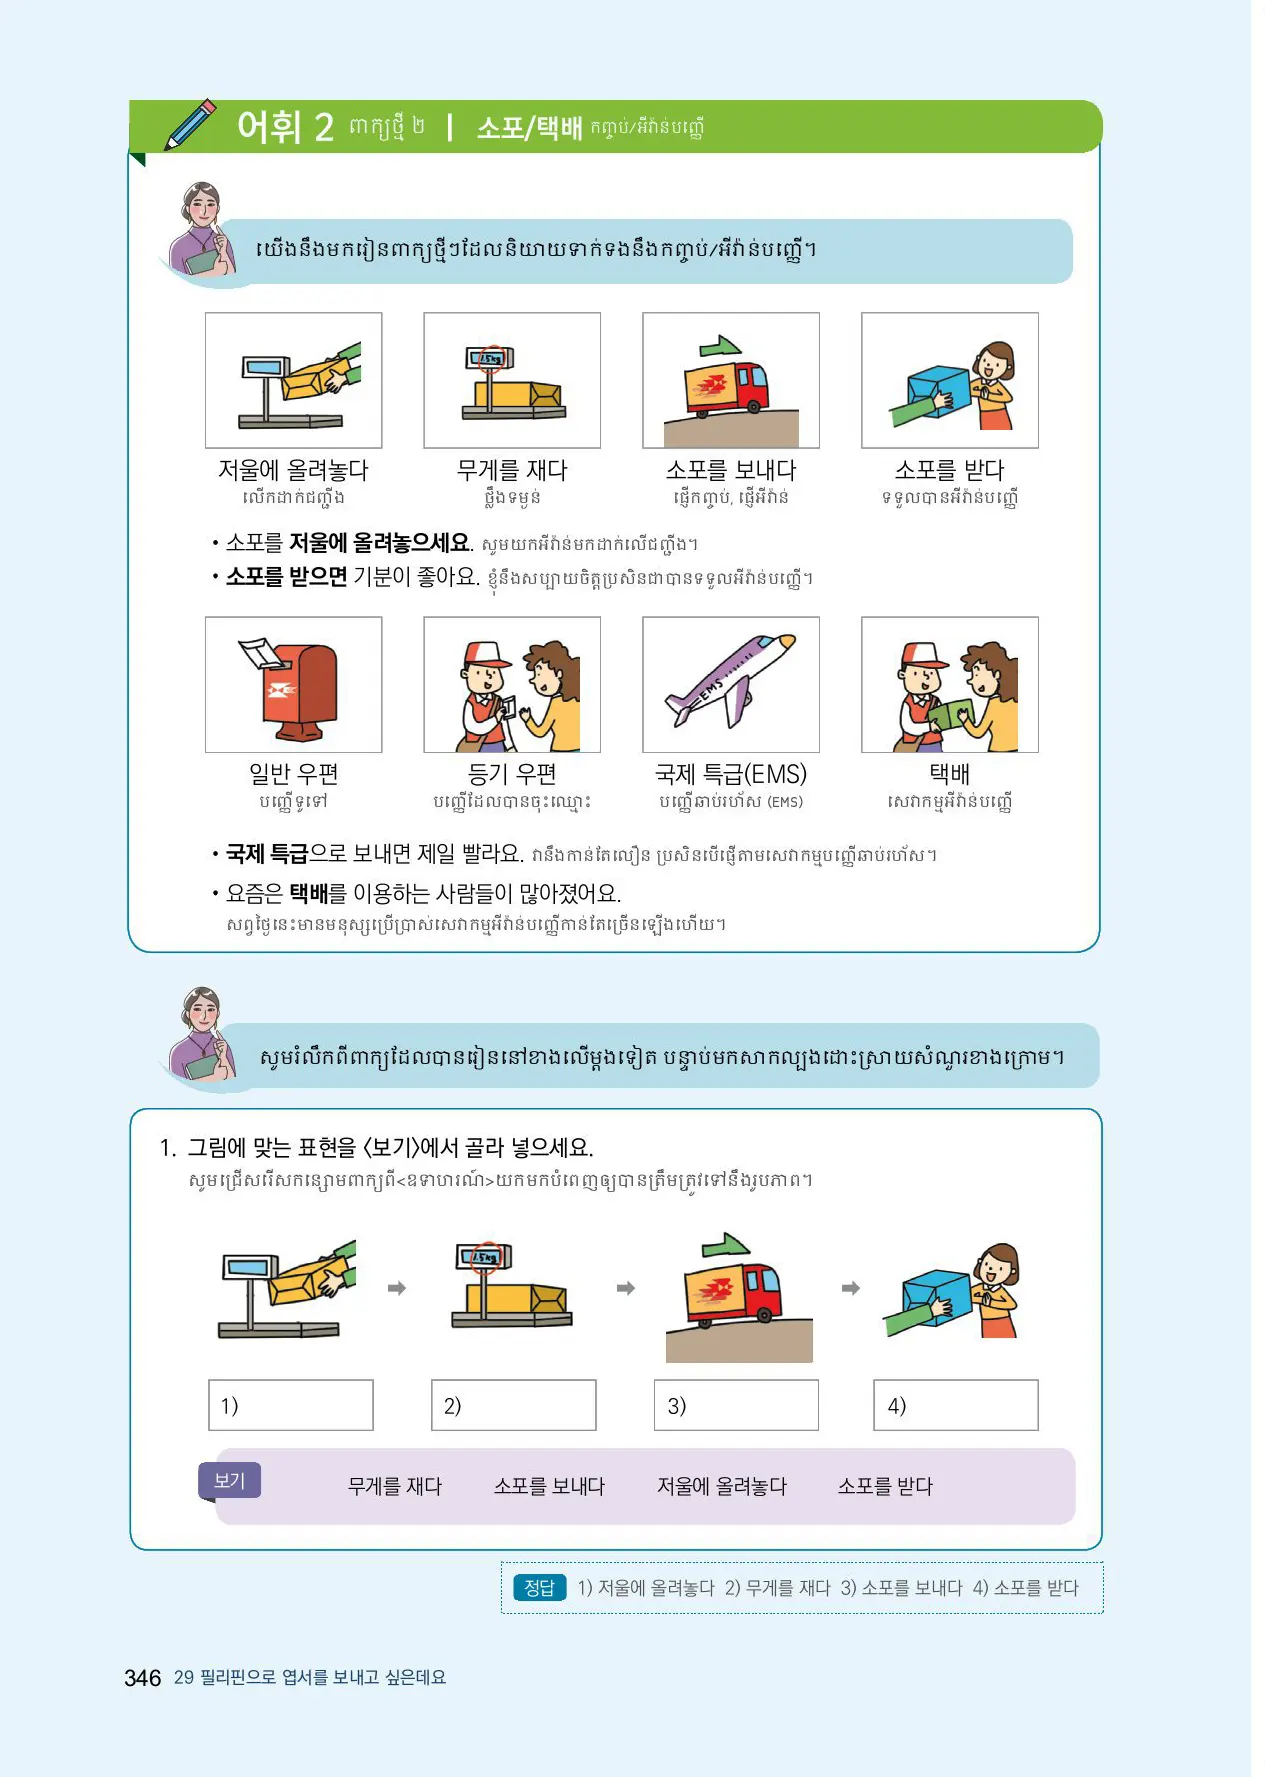 어휘 2 ពាក្យថ្មី ២ | 소포/택배 កញ្ចប់/អីវ៉ាន់បញ្ញើ
យើងនឹងមករៀនពាក្យថ្មីៗដែលនិយាយទាក់ទងនឹងកញ្ចប់/អីវ៉ាន់បញ្ញើ។
1.5kg
저울에 올려놓다 무게를 재다 소포를 보내다 소포를 받다
លើកដាក់ជញ្ជីង ថ្លឹងទម្ងន់ ផ្ញើកញ្ចប់, ផ្ញើអីវ៉ាន់ ទទួលបានអីវ៉ាន់បញ្ញើ
• 소포를 저울에 올려놓으세요. សូមយកអីវ៉ាន់មកដាក់លើជញ្ជីង។
• 소포를 받으면 기분이 좋아요. ខ្ញុំនឹងសប្បាយចិត្តប្រសិនជាបានទទួលអីវ៉ាន់បញ្ញើ។
EMS
일반 우편 등기 우편 국제 특급(EMS) 택배
បញ្ញើទូទៅ បញ្ញើដែលបានចុះឈ្មោះ បញ្ញើឆាប់រហ័ស (EMS) សេវាកម្មអីវ៉ាន់បញ្ញើ
• 국제 특급으로 보내면 제일 빨라요. វានឹងកាន់តែលឿន ប្រសិនបើផ្ញើតាមសេវាកម្មបញ្ញើឆាប់រហ័ស។
• 요즘은 택배를 이용하는 사람들이 많아졌어요.
សព្វថ្ងៃនេះមានមនុស្សប្រើប្រាស់សេវាកម្មអីវ៉ាន់បញ្ញើកាន់តែច្រើនឡើងហើយ។
សូមរំលឹកពីពាក្យដែលបានរៀននៅខាងលើម្តងទៀត បន្ទាប់មកសាកល្បងដោះស្រាយសំណួរខាងក្រោម។
1. 그림에 맞는 표현을 〈보기〉에서 골라 넣으세요.
សូមជ្រើសរើសកន្សោមពាក្យពី<ឧទាហរណ៍>យកមកបំពេញឲ្យបានត្រឹមត្រូវទៅនឹងរូបភាព។
1.5kg
1) 2) 3) 4)
보기 무게를 재다 소포를 보내다 저울에 올려놓다 소포를 받다
정답 1) 저울에 올려놓다 2) 무게를 재다 3) 소포를 보내다 4) 소포를 받다
346 29 필리핀으로 엽서를 보내고 싶은데요